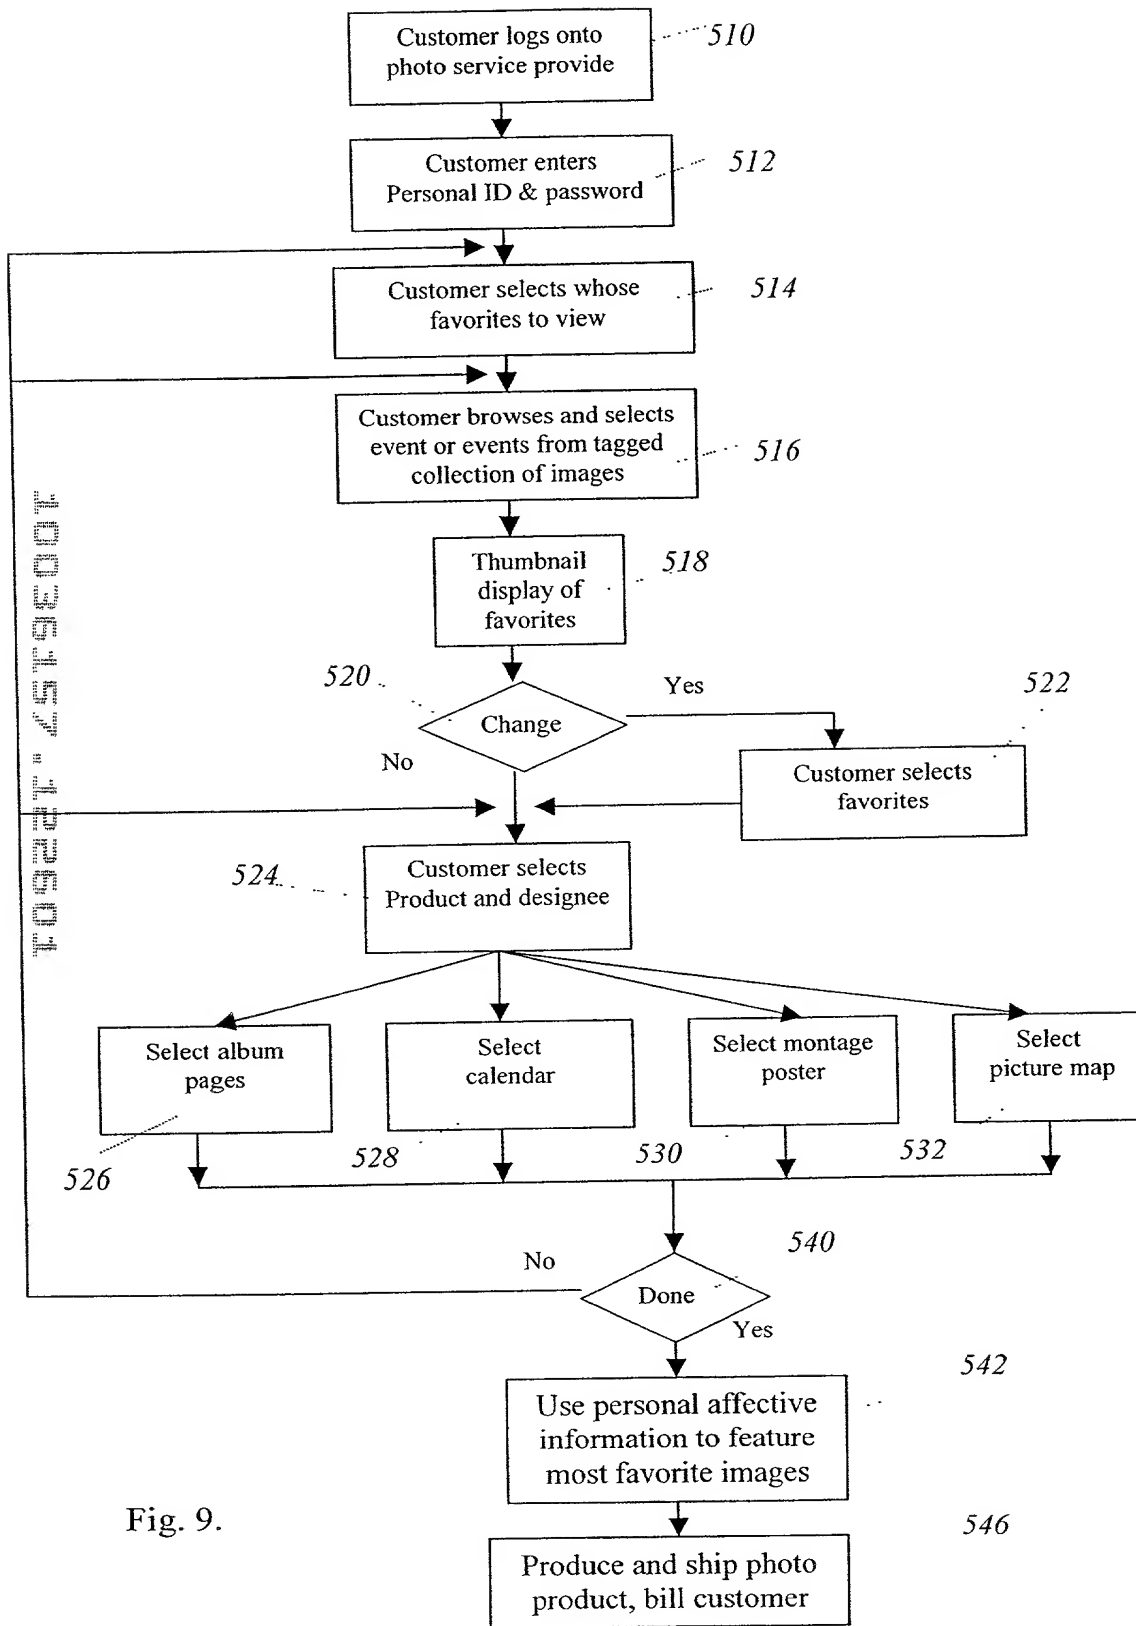 Customer logs onto
photo service provide
510
Customer enters
Personal ID & password
512
Customer selects whose
favorites to view
514
Customer browses and selects
event or events from tagged
collection of images
516
Thumbnail
display of
favorites
518
520
Change
Yes
No
522
Customer selects
favorites
524
Customer selects
Product and designee
Select album
pages
Select
calendar
Select montage
poster
Select
picture map
526
528
530
532
540
No
Done
Yes
542
Use personal affective
information to feature
most favorite images
546
Produce and ship photo
product, bill customer
Fig. 9.
10036157.122601